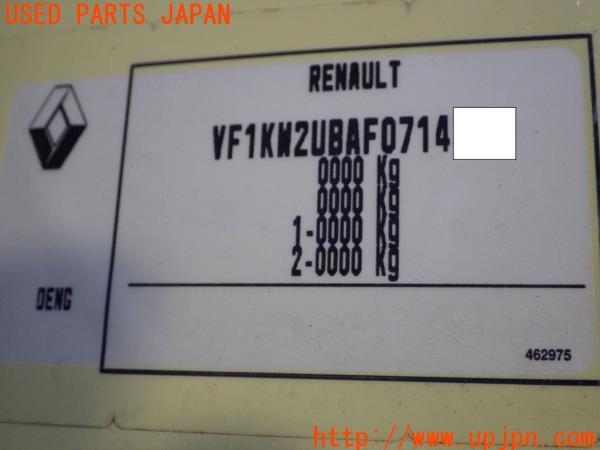 USED PARTS JAPAN
RENAULT
VF1KW2UBAF0714
0000 Kg
0000 Kg
1-0000 Kg
2-0000 Kg
DENG
462975
http://www.upjpn.com